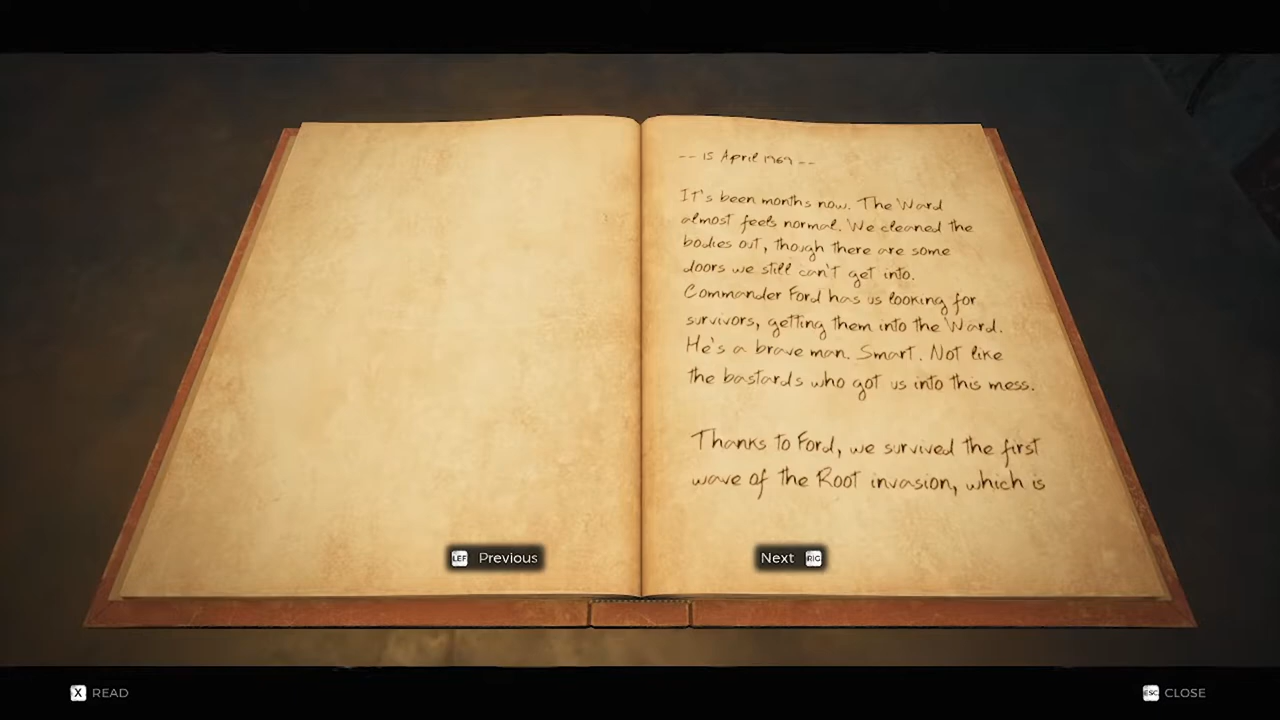 -- 15 April 1969 --
It's been months now. The Ward
almost feels normal. We cleaned the
bodies out, though there are some
doors we still can't get into.
Commander Ford has us looking for
survivors, getting them into the Ward.
He's a brave man. Smart. Not like
the bastards who got us into this mess.
Thanks to Ford, we survived the first
wave of the Root invasion, which is
LEF Previous
Next RIG
X READ
ESC CLOSE